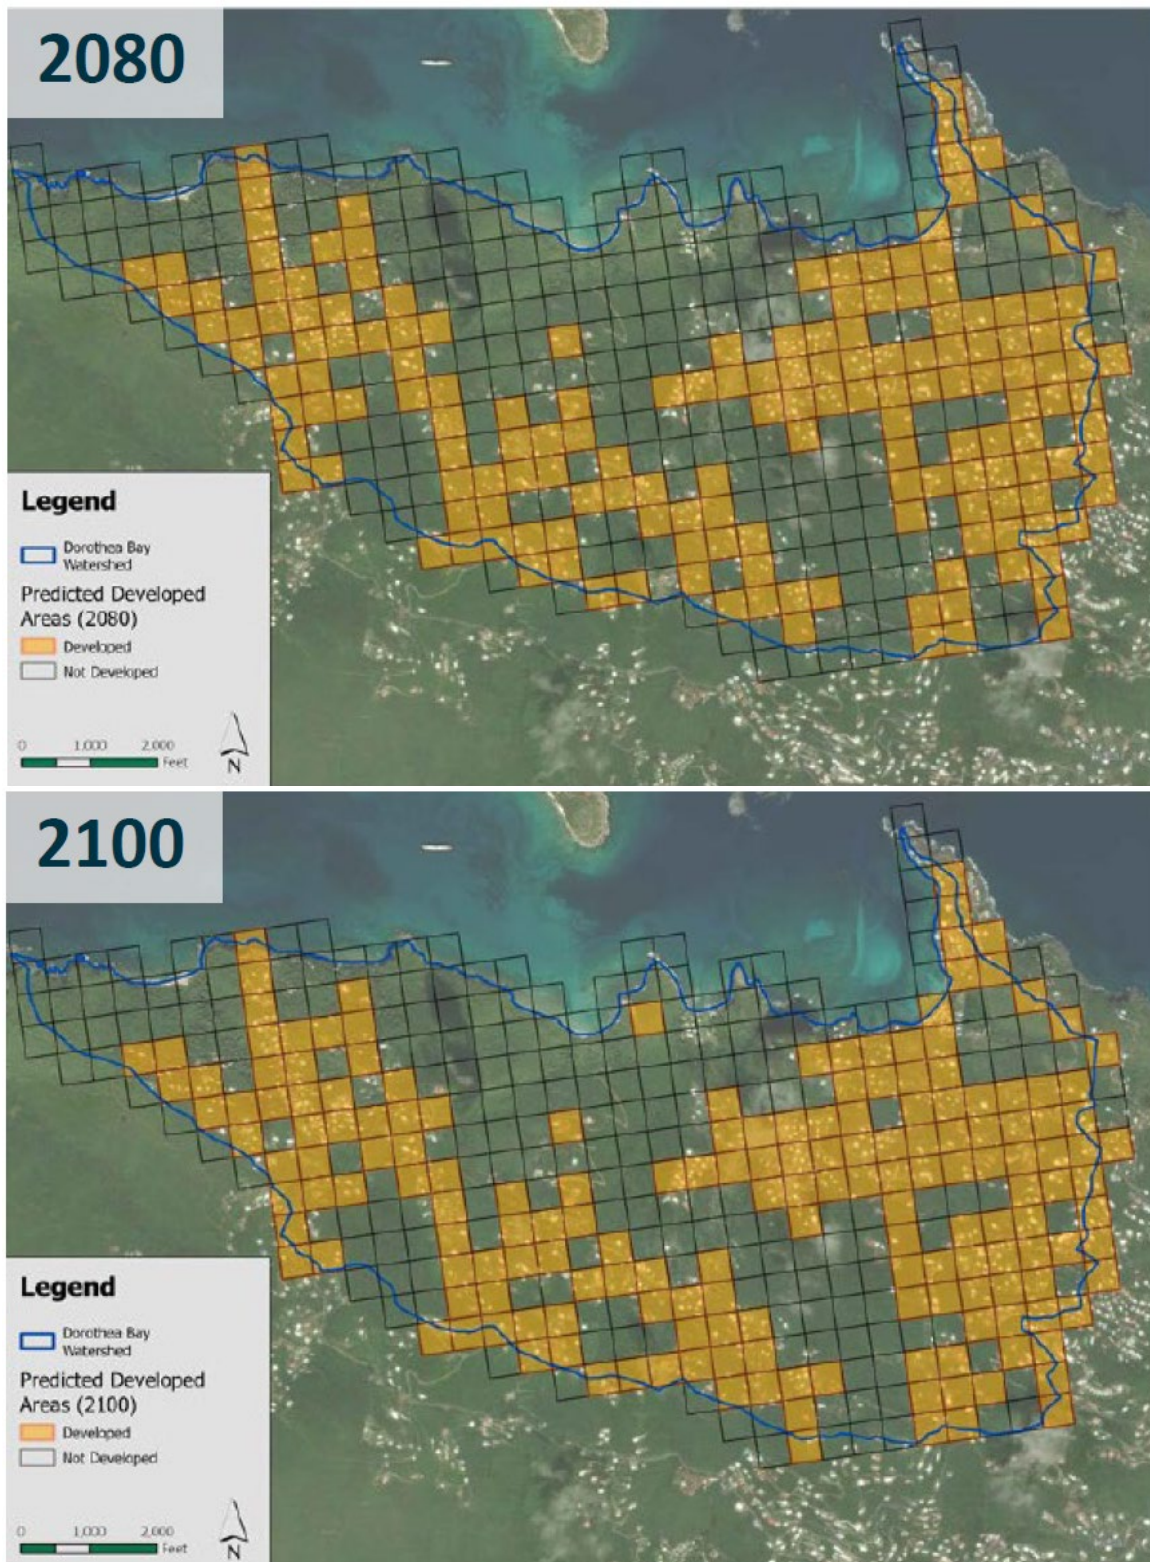 2080
Legend
Dorothea Bay
Watershed
Predicted Developed
Areas (2080)
Developed
Not Developed
0 1,000 2,000
Feet
N
2100
Legend
Dorothea Bay
Watershed
Predicted Developed
Areas (2100)
Developed
Not Developed
0 1,000 2,000
Feet
N